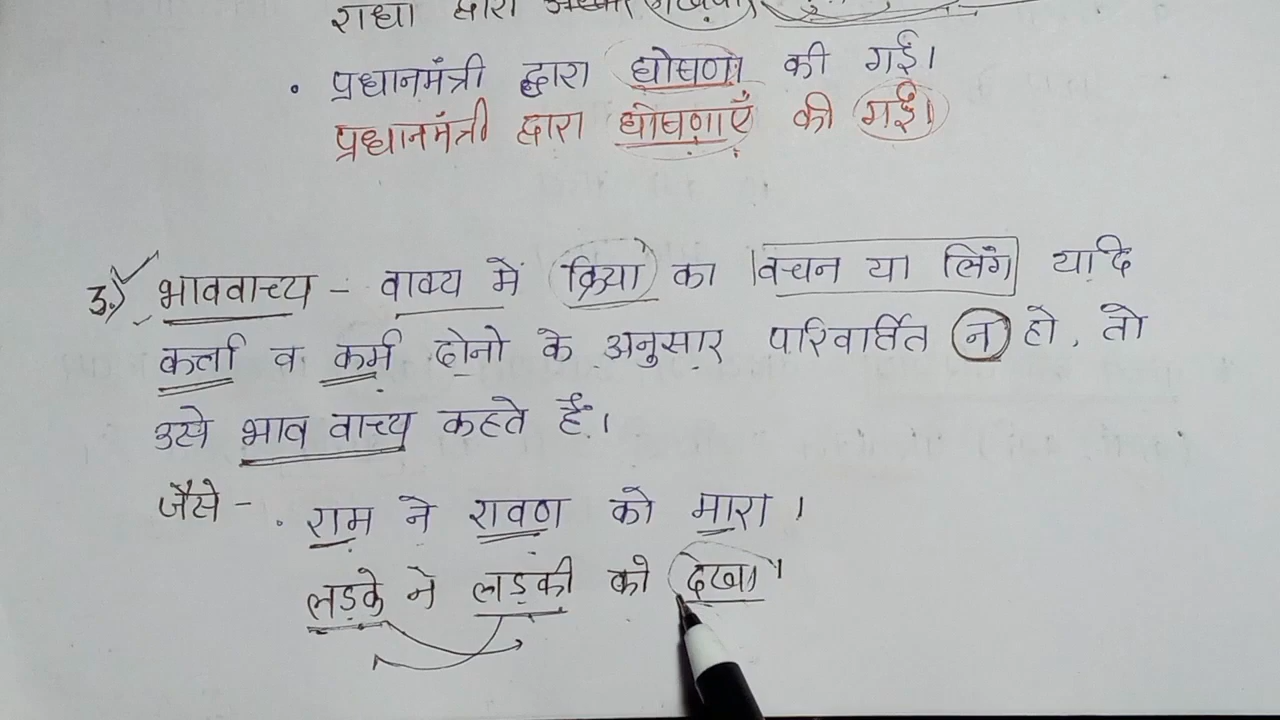 राधा द्वारा
• प्रधानमंत्री द्वारा घोषणा की गई।
प्रधानमंत्री द्वारा घोषणाएँ की गईं।
3.) भाववाच्य - वाक्य में क्रिया का वचन या लिंग यदि
कर्ता व कर्म दोनो के अनुसार परिवर्तित न हो, तो
उसे भाव वाच्य कहते हैं।
जैसे - • राम ने रावण को मारा।
लड़के ने लड़की को देखा।